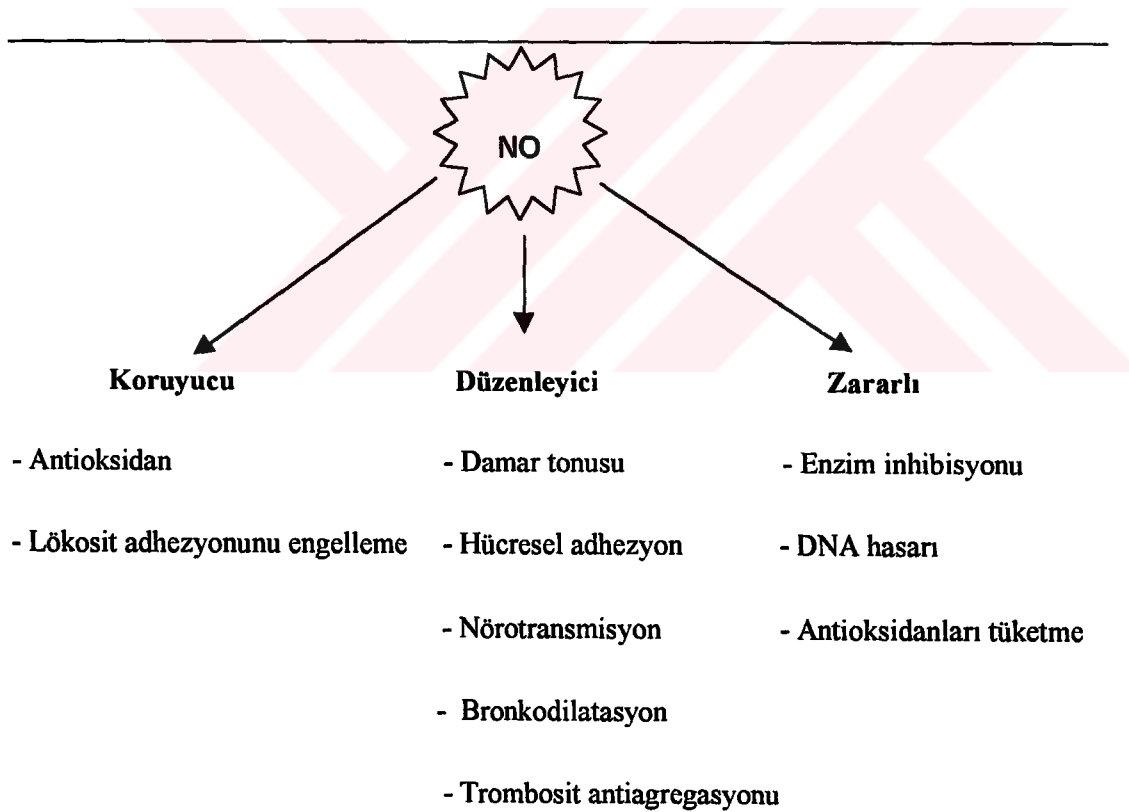 NO
Koruyucu Düzenleyici Zararlı
- Antioksidan - Damar tonusu - Enzim inhibisyonu
- Lökosit adhezyonunu engelleme - Hücresel adhezyon - DNA hasarı
- Nörotransmisyon - Antioksidanları tüketme
- Bronkodilatasyon
- Trombosit antiagregasyonu